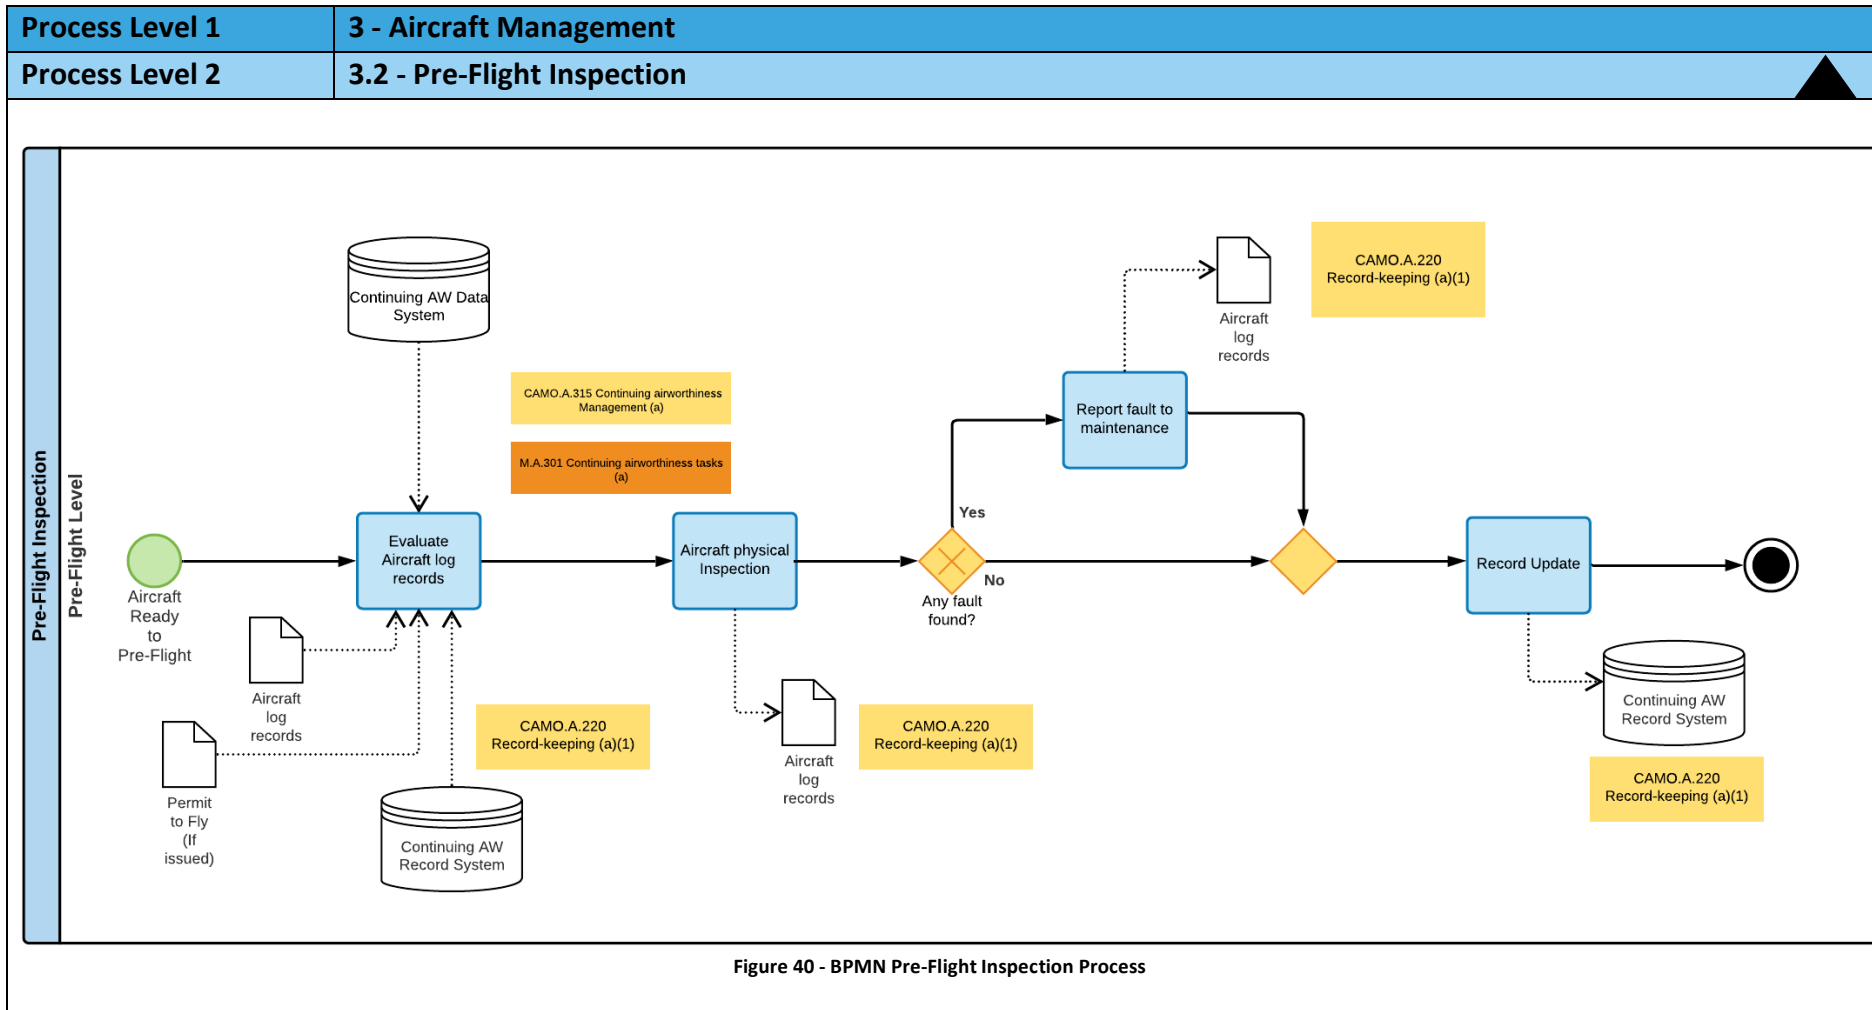 Process Level 1
3 - Aircraft Management
Process Level 2
3.2 - Pre-Flight Inspection
Pre-Flight Inspection
Pre-Flight Level
Continuing AW Data
System
CAMO.A.315 Continuing airworthiness
Management (a)
M.A.301 Continuing airworthiness tasks
(a)
Aircraft
Ready
to
Pre-Flight
Evaluate
Aircraft log
records
Aircraft
log
records
Permit
to Fly
(If
issued)
Continuing AW
Record System
CAMO.A.220
Record-keeping (a)(1)
Aircraft physical
Inspection
Aircraft
log
records
CAMO.A.220
Record-keeping (a)(1)
Yes
No
Any fault
found?
Report fault to
maintenance
Aircraft
log
records
CAMO.A.220
Record-keeping (a)(1)
Record Update
Continuing AW
Record System
CAMO.A.220
Record-keeping (a)(1)
Figure 40 - BPMN Pre-Flight Inspection Process